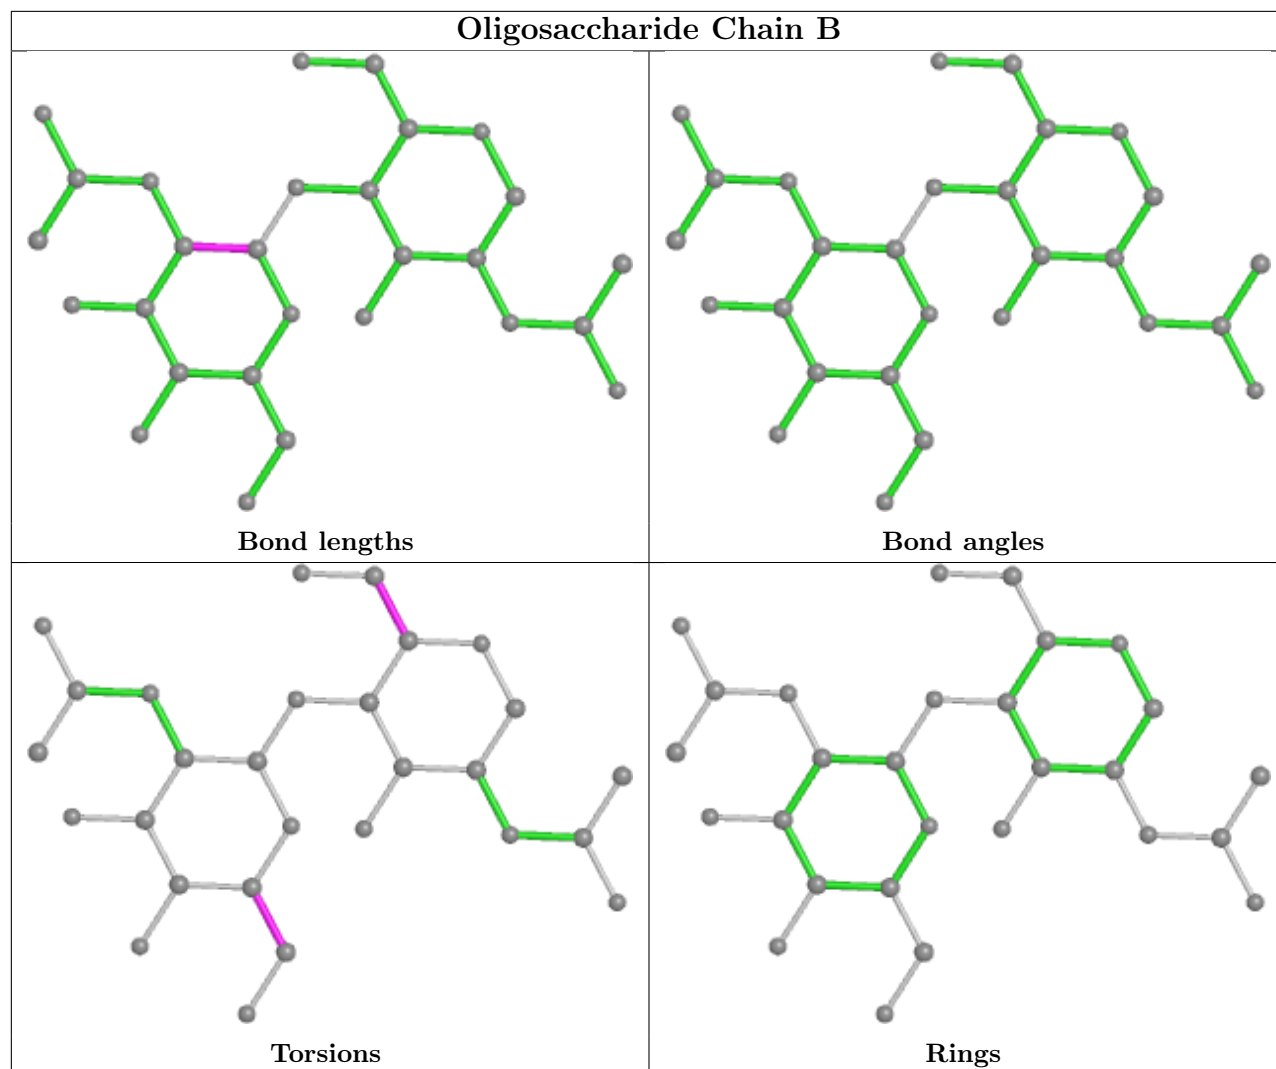 Oligosaccharide Chain B
Bond lengths
Bond angles
Torsions
Rings